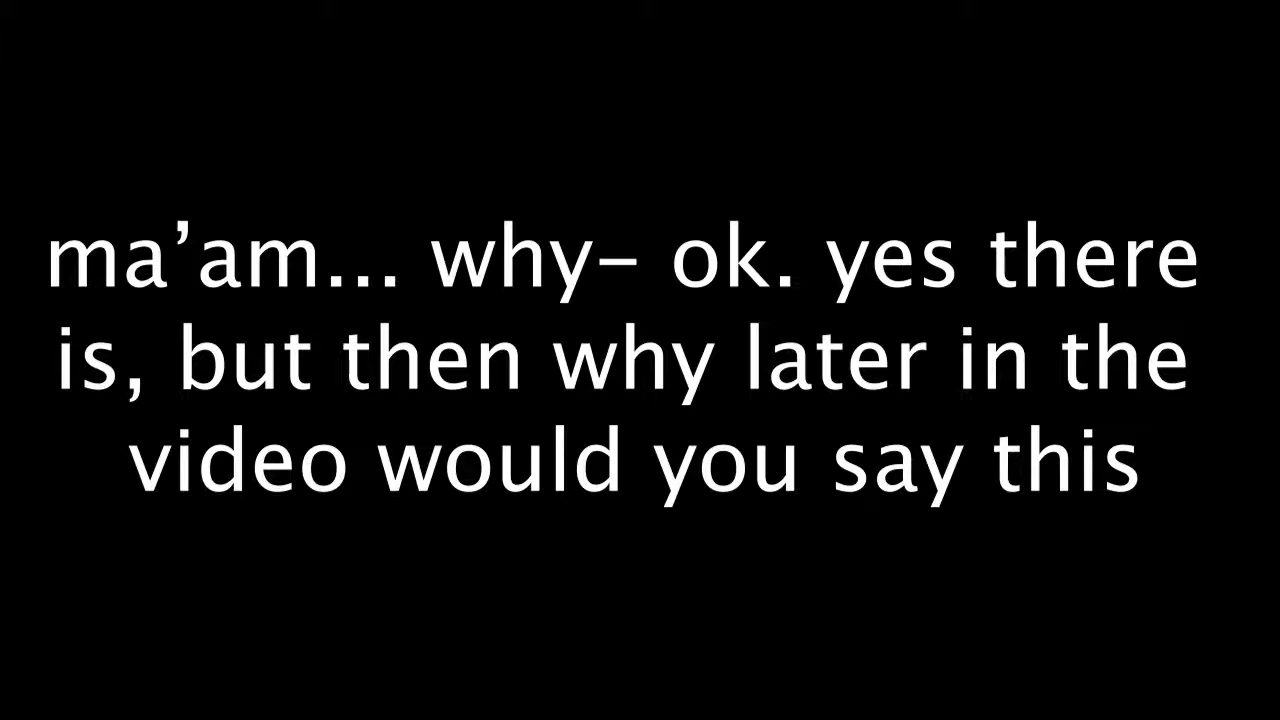 ma’am... why- ok. yes there
is, but then why later in the
video would you say this